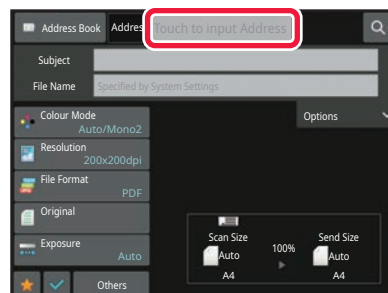 Address Book Addres Touch to input Address
Subject
File Name Specified by System Settings
Colour Mode
Auto/Mono2
Options
Resolution
200x200dpi
File Format
PDF
Original
Scan Size 100% Send Size
Auto Auto
A4 A4
Exposure
Auto
Others